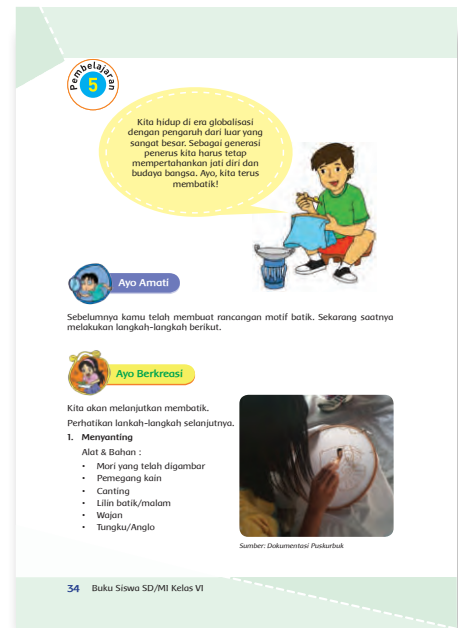 Pembelajaran
5
Kita hidup di era globalisasi
dengan pengaruh dari luar yang
sangat besar. Sebagai generasi
penerus kita harus tetap
mempertahankan jati diri dan
budaya bangsa. Ayo, kita terus
membatik!
Ayo Amati
Sebelumnya kamu telah membuat rancangan motif batik. Sekarang saatnya
melakukan langkah-langkah berikut.
Ayo Berkreasi
Kita akan melanjutkan membatik.
Perhatikan lankah-langkah selanjutnya.
1. Menyanting
Alat & Bahan :
• Mori yang telah digambar
• Pemegang kain
• Canting
• Lilin batik/malam
• Wajan
• Tungku/Anglo
Sumber: Dokumentasi Puskurbuk
34 Buku Siswa SD/MI Kelas VI